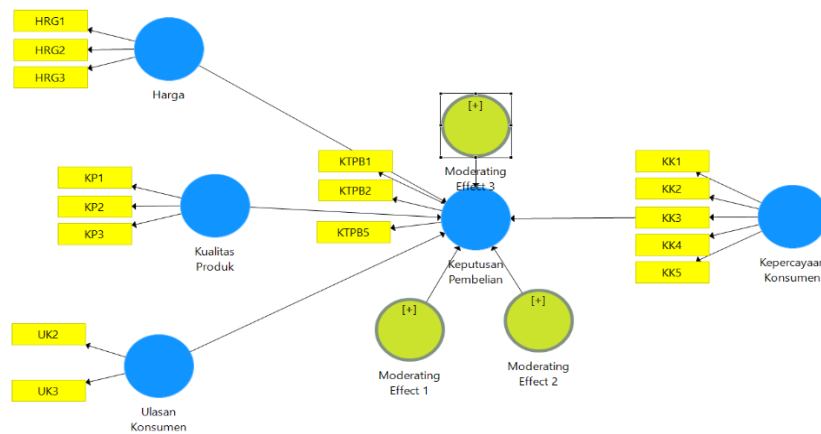 HRG1
HRG2
HRG3
Harga
[+]
Moderating
Effect 3
KTPB1
KTPB2
KTPB5
KP1
KP2
KP3
Kualitas
Produk
Keputusan
Pembelian
KK1
KK2
KK3
KK4
KK5
Kepercayaan
Konsumen
[+]
Moderating
Effect 1
[+]
Moderating
Effect 2
UK2
UK3
Ulasan
Konsumen